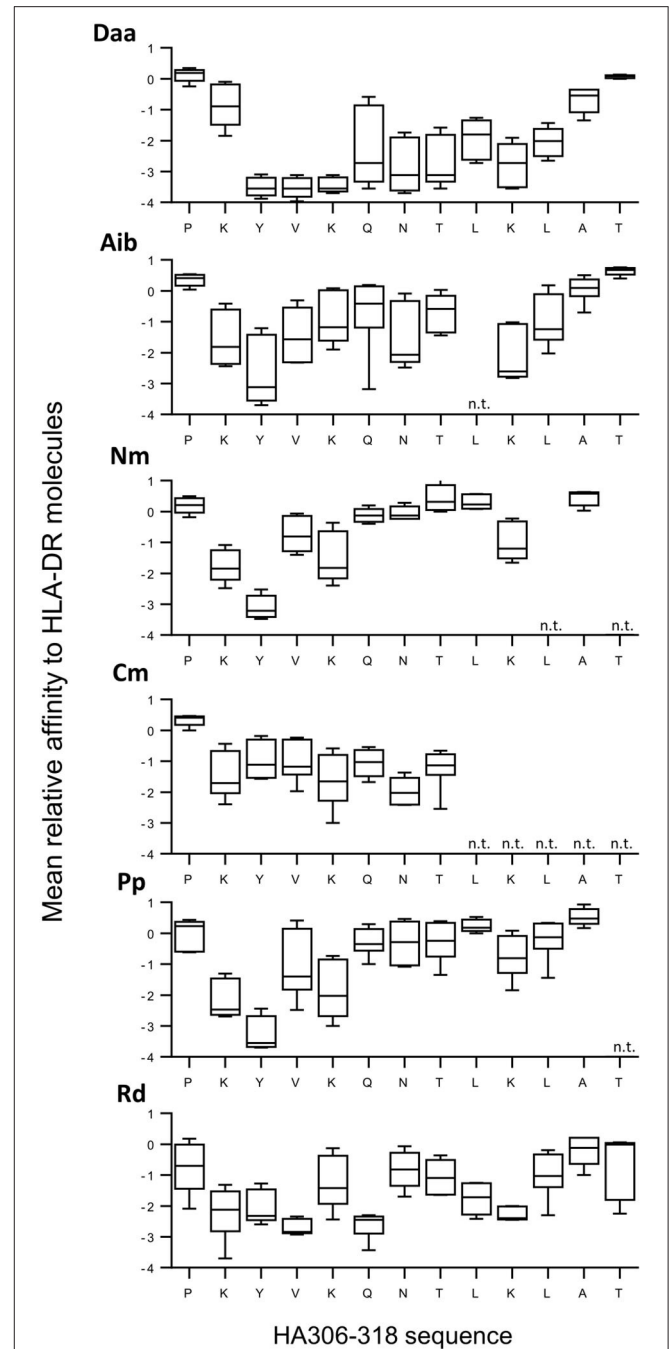 Daa
1
0
-1
-2
-3
-4
P K Y V K Q N T L K L A T
Aib
1
0
-1
-2
-3
-4
n.t.
P K Y V K Q N T L K L A T
Nm
1
0
-1
-2
-3
-4
n.t. n.t.
P K Y V K Q N T L K L A T
Cm
1
0
-1
-2
-3
-4
n.t. n.t. n.t. n.t. n.t.
P K Y V K Q N T L K L A T
Pp
1
0
-1
-2
-3
-4
n.t.
P K Y V K Q N T L K L A T
Rd
1
0
-1
-2
-3
-4
P K Y V K Q N T L K L A T
Mean relative affinity to HLA-DR molecules
HA306-318 sequence